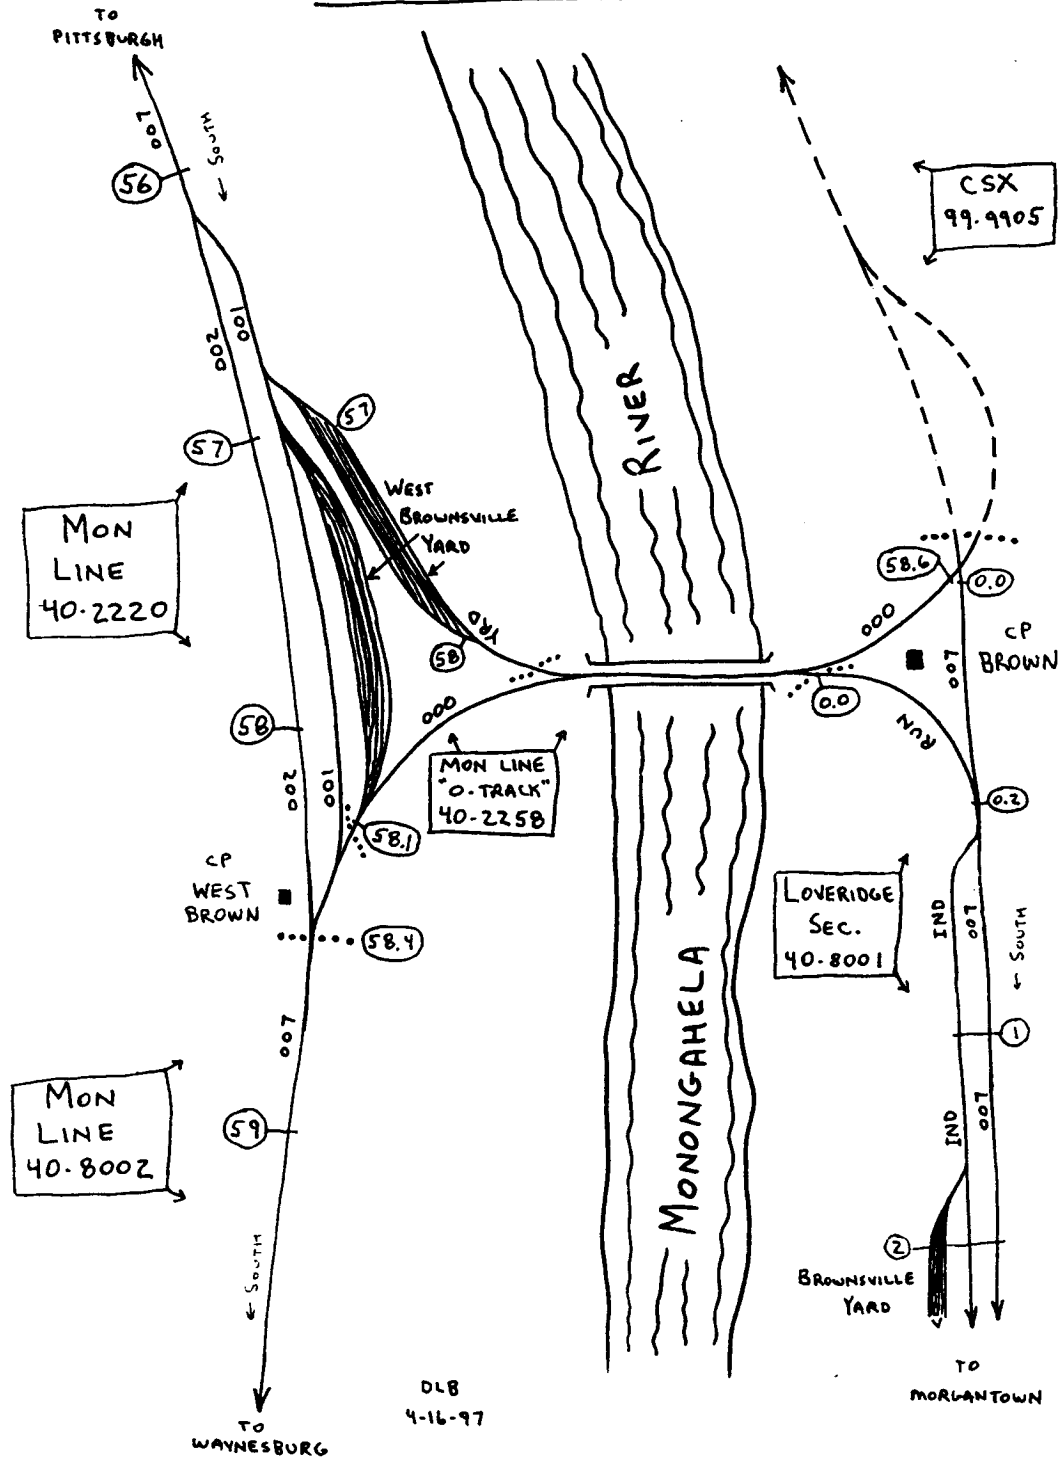 TO
PITTSBURGH
007
← SOUTH
56
002
001
57
57
WEST
BROWNSVILLE
YARD
MON
LINE
40-2220
YRD
58
000
58
002
001
MON LINE
"0-TRACK"
40-2258
58.1
CP
WEST
BROWN
58.4
007
MON
LINE
40-8002
59
← SOUTH
TO
WAYNESBURG
DLB
4-16-97
RIVER
MONONGAHELA
CSX
99-9905
58.6
0.0
000
CP
BROWN
007
0.0
RUN
0.2
LOVERIDGE
SEC.
40-8001
IND
007
← SOUTH
1
IND
007
2
BROWNSVILLE
YARD
TO
MORGANTOWN